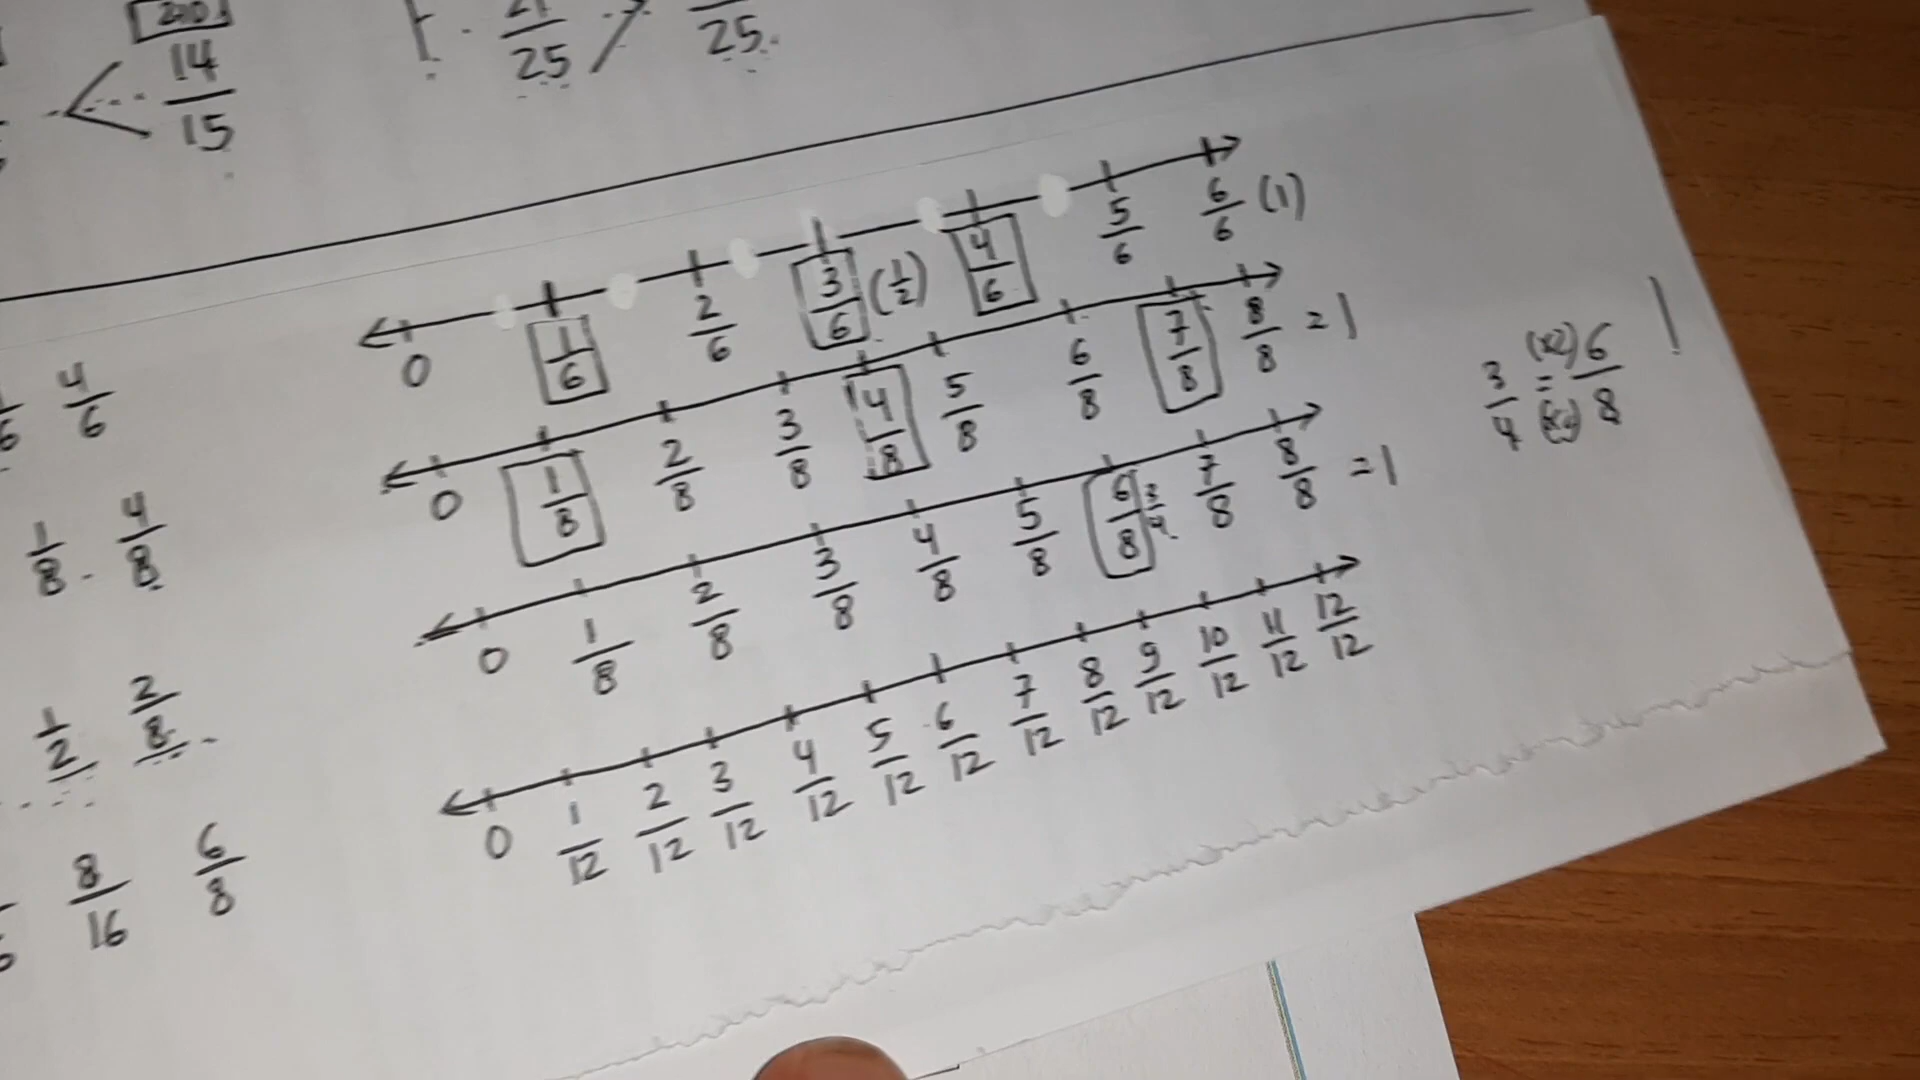 14/15
25 25.
0 1/6 2/6 3/6 (1/2) 4/6 5/6 6/6 (1)
4/6
0 1/8 2/8 3/8 4/8 5/8 6/8 7/8 8/8 = 1
3/4 = 6/8
1/8 . 4/8
0 1/8 2/8 3/8 4/8 5/8 6/8 3/4 7/8 8/8 = 1
1/2 2/8
0 1/12 2/12 3/12 4/12 5/12 6/12 7/12 8/12 9/12 10/12 11/12 12/12
8/16 6/8